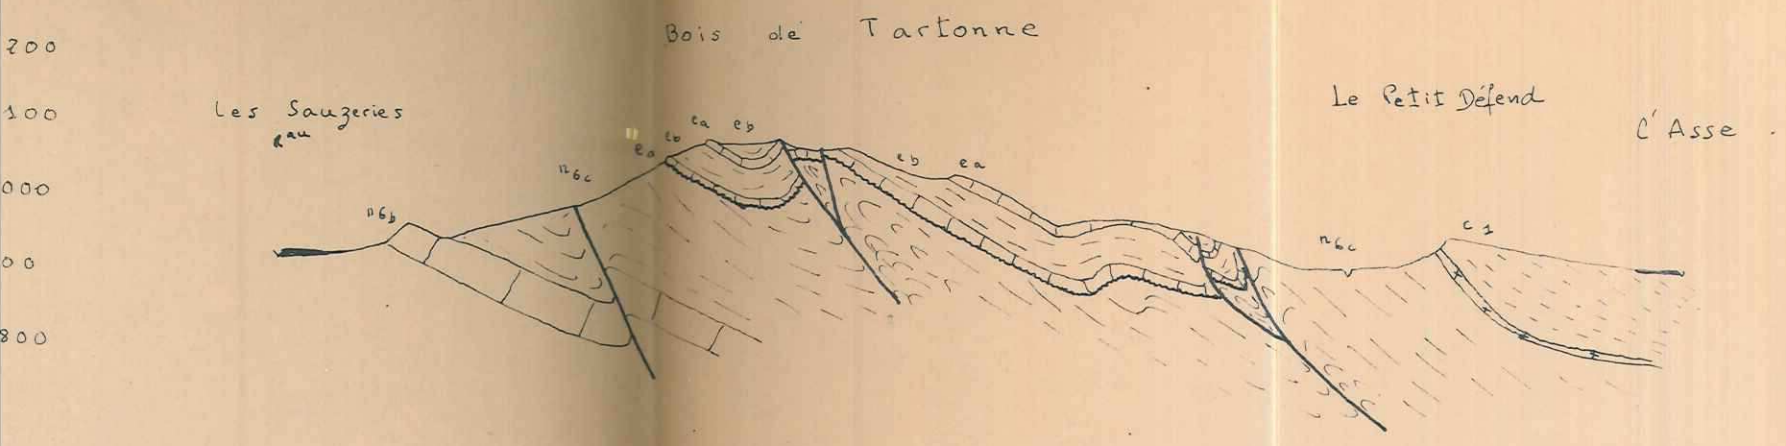 200
Bois de Tartonne
100
Les Sauzeries
Rau
Le Petit Défend
L'Asse
000
ea eb ea eb
eb ea
n6c
n6b
n6c
c1
00
800